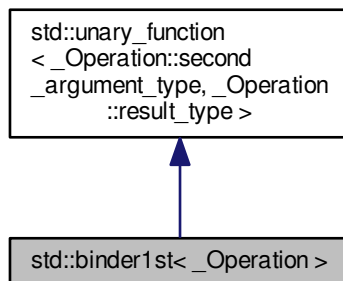 std::unary_function
< _Operation::second
_argument_type, _Operation
::result_type >
std::binder1st< _Operation >